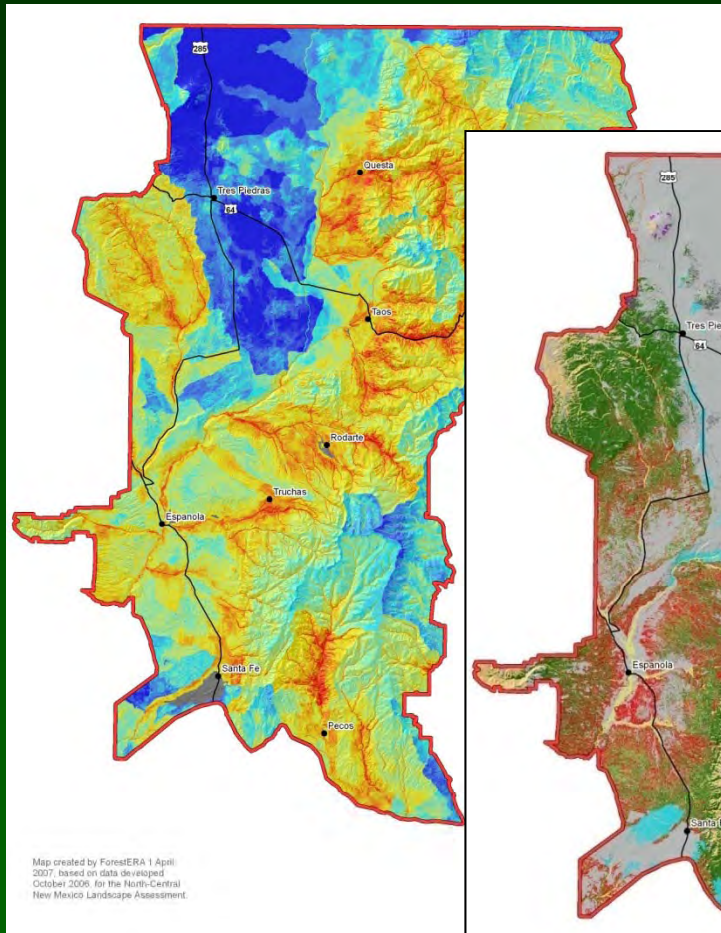 285
Questa
Tres Piedras
64
Taos
Rodarte
Truchas
Espanola
Santa Fe
Pecos
Map created by ForestERA 1 April
2007, based on data developed
October 2006, for the North-Central
New Mexico Landscape Assessment.
285
Tres Pie
64
Espanola
Santa